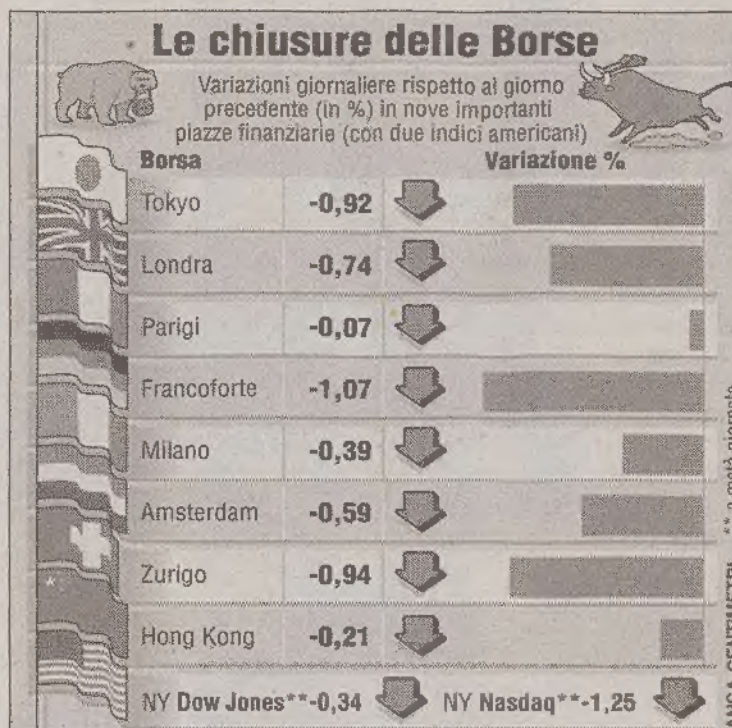 Le chiusure delle Borse
Variazioni giornaliere rispetto al giorno
precedente (in %) in nove importanti
piazze finanziarie (con due indici americani)
Borsa Variazione %
Tokyo -0,92
Londra -0,74
Parigi -0,07
Francoforte -1,07
Milano -0,39
Amsterdam -0,59
Zurigo -0,94
Hong Kong -0,21
NY Dow Jones**-0,34 NY Nasdaq**-1,25
CENTIMETRI ** a metà giornata